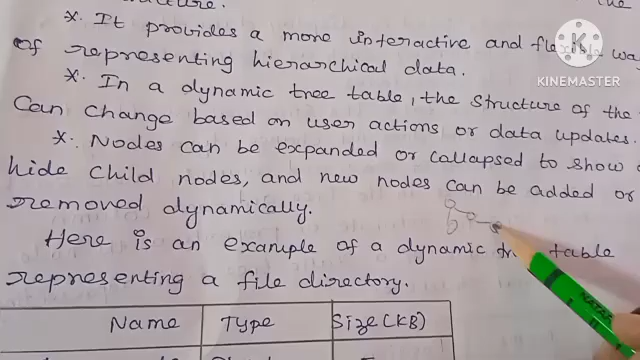 the
*. It provides a more interactive and flexible wa
of representing hierarchical data.
*. In a dynamic tree table, the structure of the
Can change based on user actions or data updates.
*. Nodes can be expanded or collapsed to show
hide child nodes, and new nodes can be added or
removed dynamically.
Here is an example of a dynamic table
representing a file directory.
Name Type Size(KB)
KINEMASTER